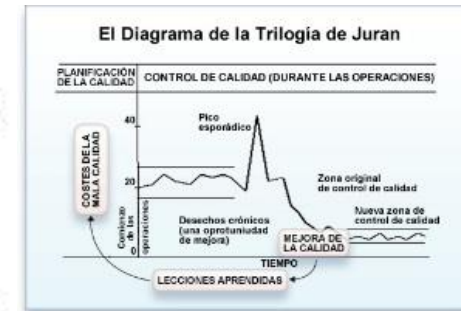 El Diagrama de la Trilogía de Juran
PLANIFICACIÓN
DE LA CALIDAD
CONTROL DE CALIDAD (DURANTE LAS OPERACIONES)
COSTES DE LA
MALA CALIDAD
40
20
0
Comienzo
de las
operaciones
Pico
esporádico
Desechos crónicos
(una oprotuniudad
de mejora)
Zona original
de control de calidad
Nueva zona de
control de calidad
MEJORA DE
LA CALIDAD
TIEMPO
LECCIONES APRENDIDAS